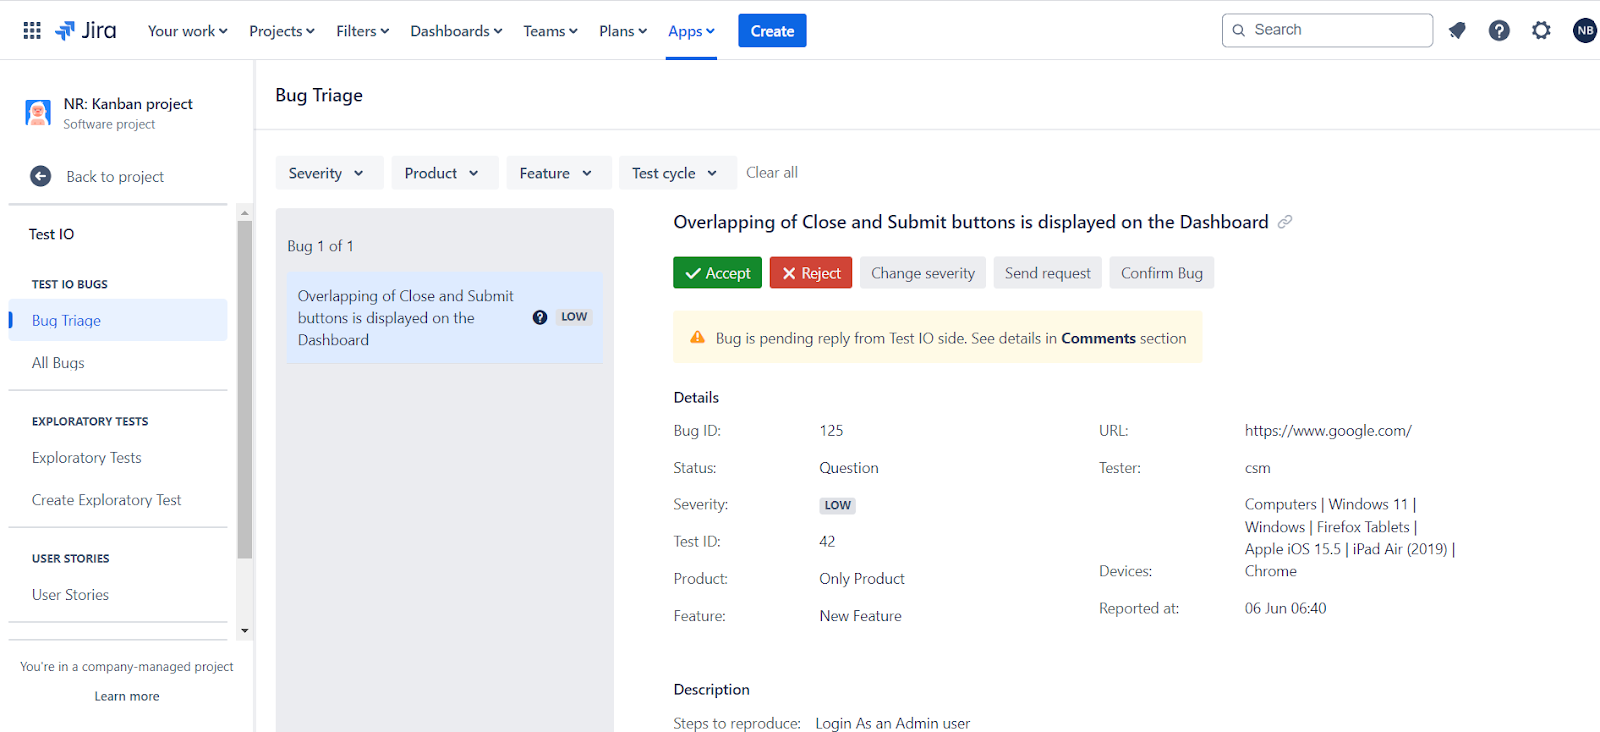 Jira
Your work
Projects
Filters
Dashboards
Teams
Plans
Apps
Create
Search
NB
NR: Kanban project
Software project
Back to project
Test IO
TEST IO BUGS
Bug Triage
All Bugs
EXPLORATORY TESTS
Exploratory Tests
Create Exploratory Test
USER STORIES
User Stories
You're in a company-managed project
Learn more
Bug Triage
Severity
Product
Feature
Test cycle
Clear all
Bug 1 of 1
Overlapping of Close and Submit
buttons is displayed on the
Dashboard
LOW
Overlapping of Close and Submit buttons is displayed on the Dashboard
Accept
Reject
Change severity
Send request
Confirm Bug
Bug is pending reply from Test IO side. See details in Comments section
Details
Bug ID: 125
Status: Question
Severity: LOW
Test ID: 42
Product: Only Product
Feature: New Feature
URL: https://www.google.com/
Tester: csm
Computers | Windows 11 |
Windows | Firefox Tablets |
Apple iOS 15.5 | iPad Air (2019) |
Devices: Chrome
Reported at: 06 Jun 06:40
Description
Steps to reproduce: Login As an Admin user